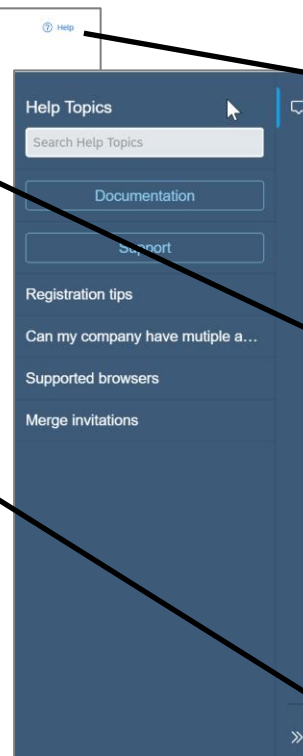 Help
Help Topics
Search Help Topics
Documentation
Support
Registration tips
Can my company have mutiple a...
Supported browsers
Merge invitations